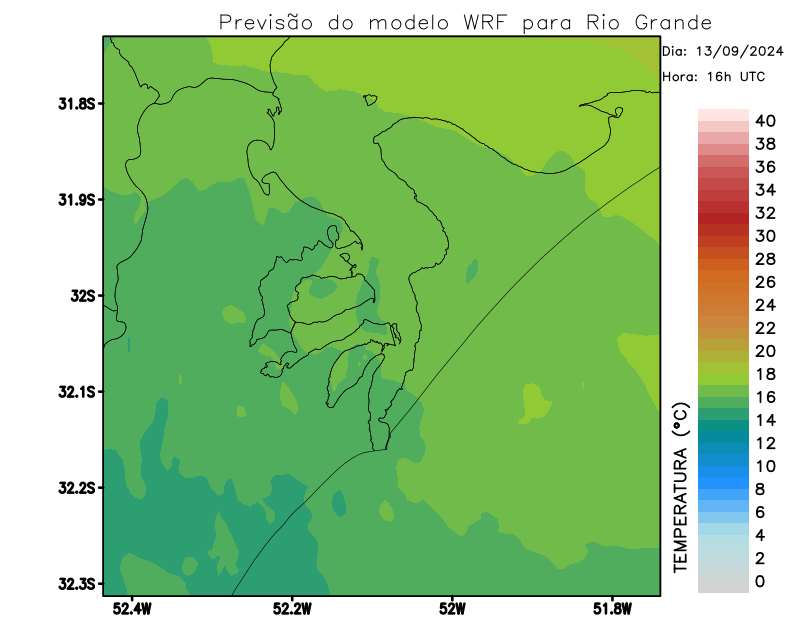 Previsão do modelo WRF para Rio Grande
Dia: 13/09/2024
Hora: 16h UTC
31.8S
31.9S
32S
32.1S
32.2S
32.3S
52.4W
52.2W
52W
51.8W
40
38
36
34
32
30
28
26
24
22
20
18
16
14
12
10
8
6
4
2
0
TEMPERATURA (°C)